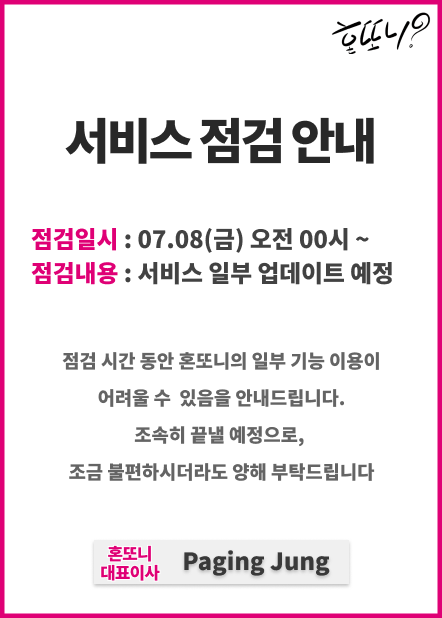 혼또니?
서비스 점검 안내
점검일시 : 07.08(금) 오전 00시 ~
점검내용 : 서비스 일부 업데이트 예정
점검 시간 동안 혼또니의 일부 기능 이용이
어려울 수 있음을 안내드립니다.
조속히 끝낼 예정으로,
조금 불편하시더라도 양해 부탁드립니다
혼또니
대표이사
Paging Jung